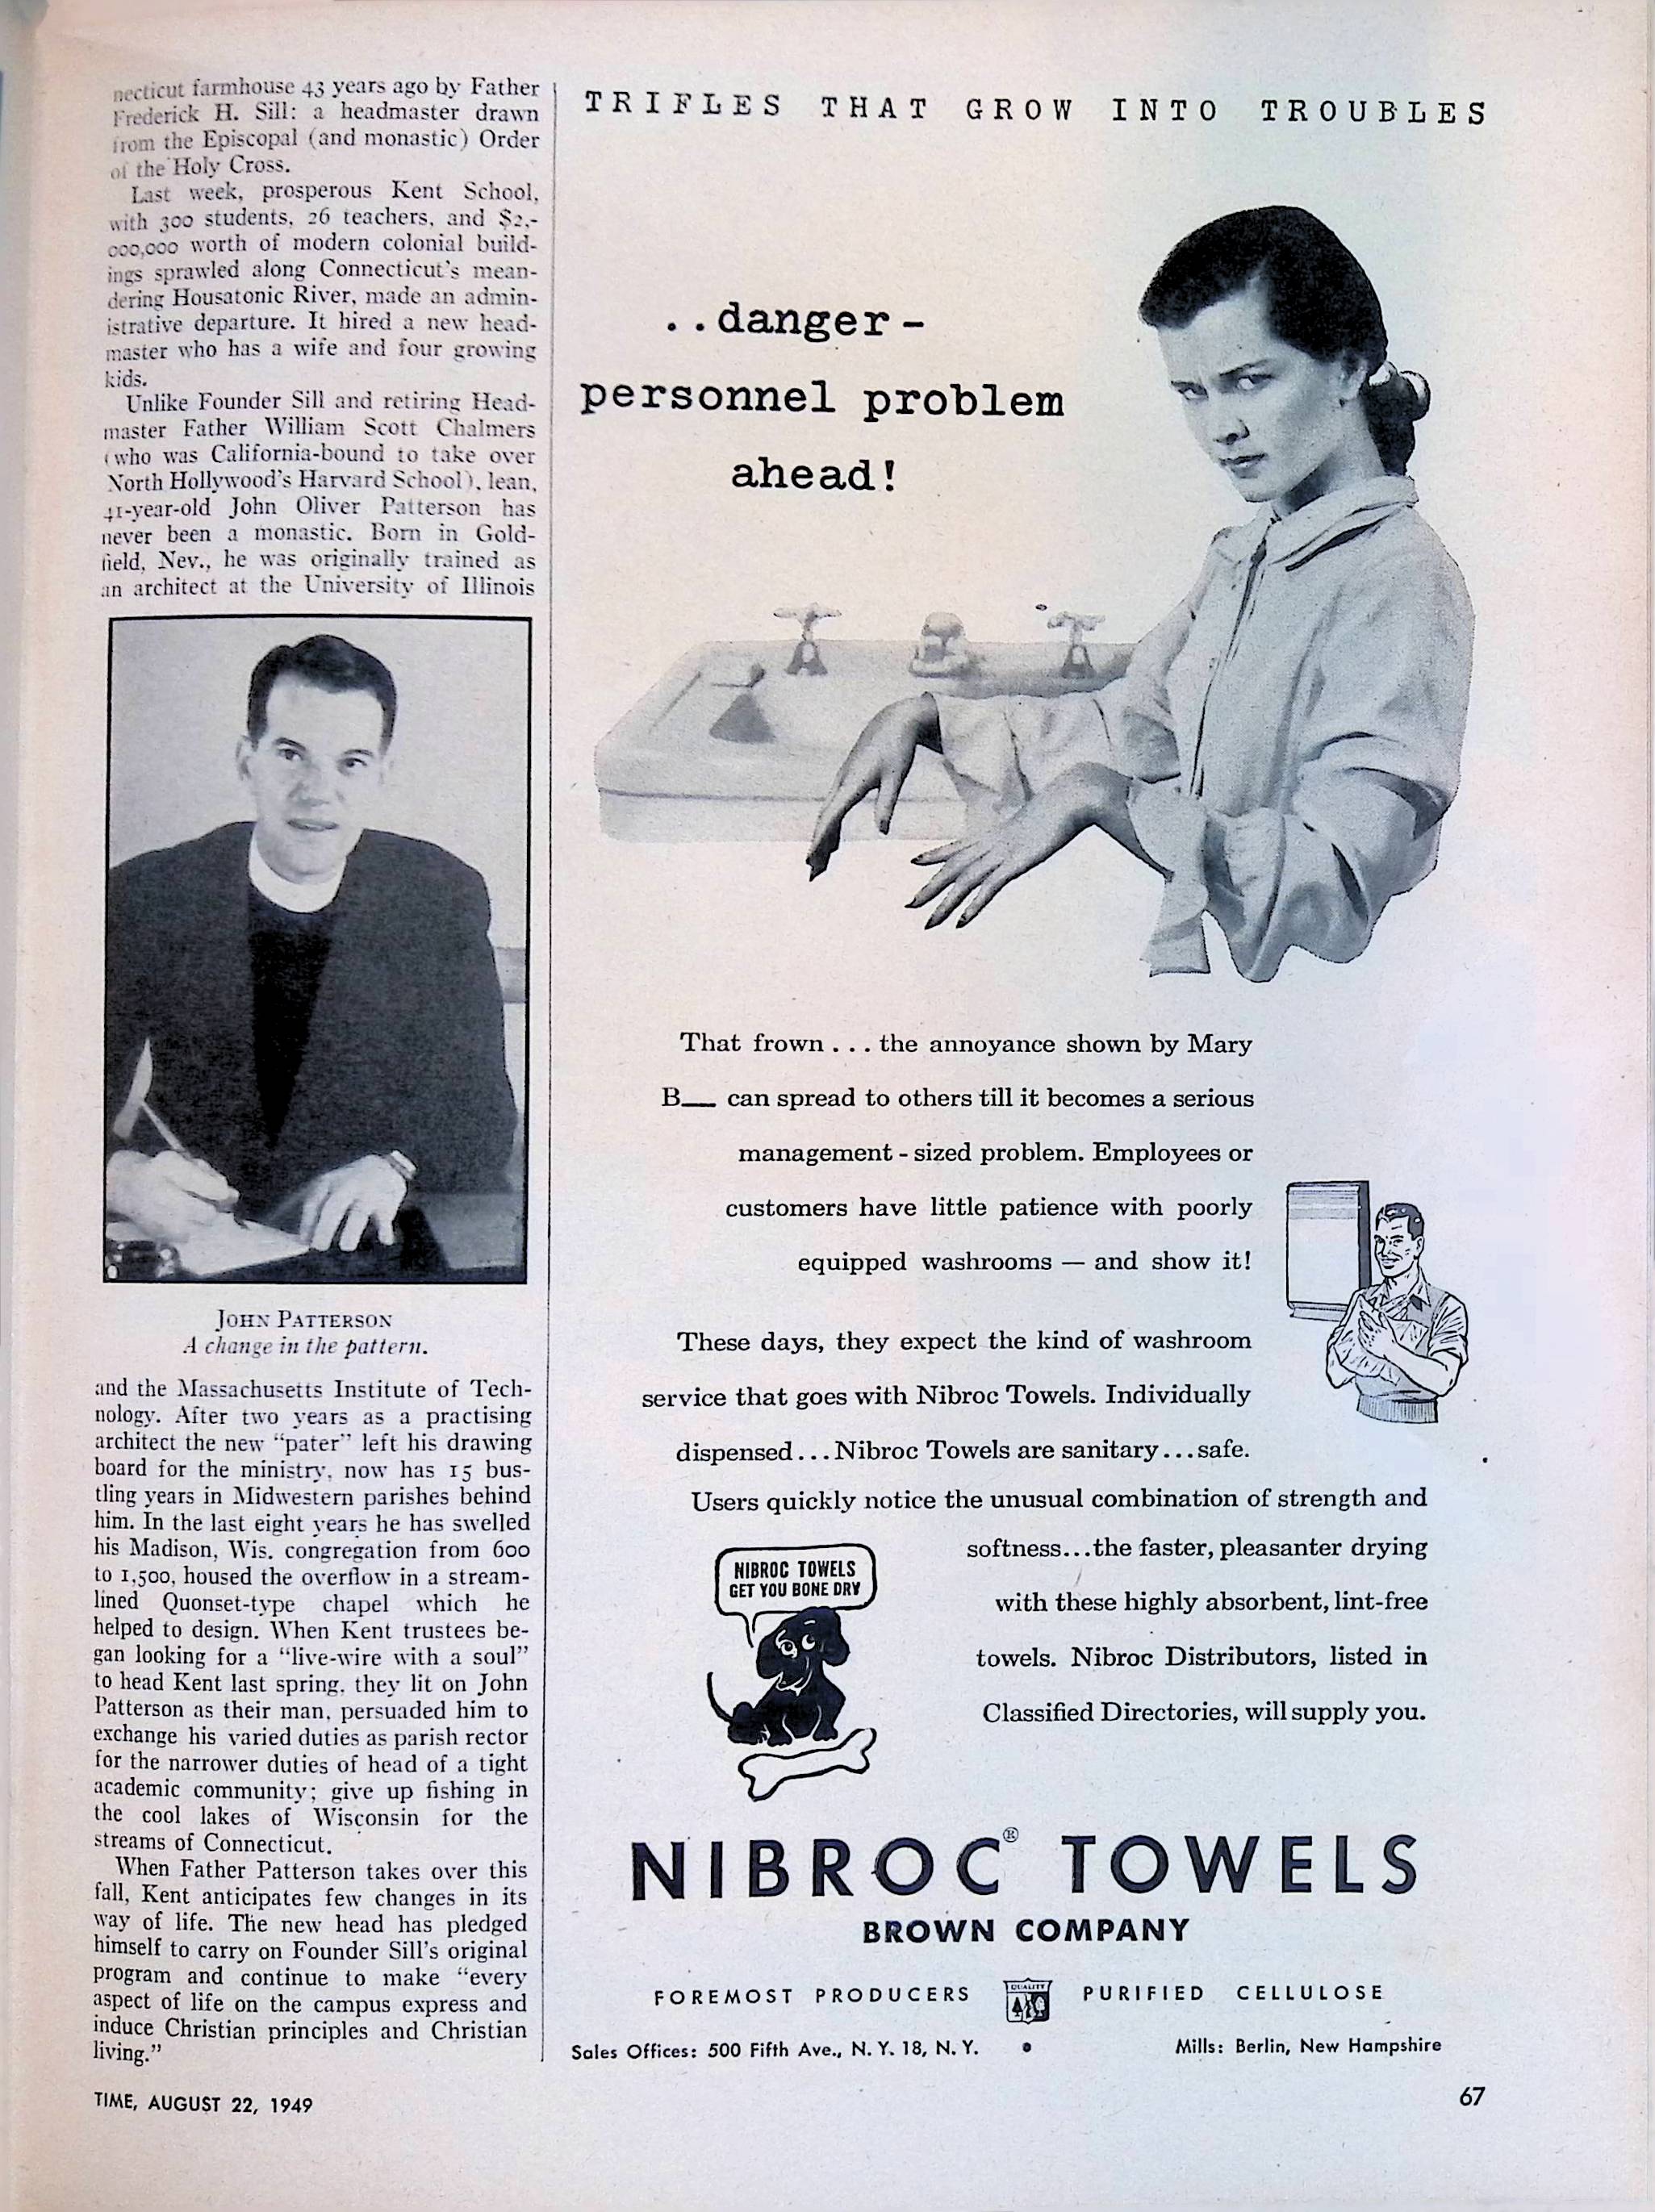 necticut farmhouse 43 years ago by Father
Frederick H. Sill: a headmaster drawn
from the Episcopal (and monastic) Order
of the Holy Cross.
Last week, prosperous Kent School,
with 300 students, 26 teachers, and $2,-
000,000 worth of modern colonial build-
ings sprawled along Connecticut's mean-
dering Housatonic River, made an admin-
istrative departure. It hired a new head-
master who has a wife and four growing
kids.
Unlike Founder Sill and retiring Head-
master Father William Scott Chalmers
(who was California-bound to take over
North Hollywood's Harvard School), lean,
41-year-old John Oliver Patterson has
never been a monastic. Born in Gold-
field, Nev., he was originally trained as
an architect at the University of Illinois
JOHN PATTERSON
A change in the pattern.
and the Massachusetts Institute of Tech-
nology. After two years as a practising
architect the new "pater" left his drawing
board for the ministry, now has 15 bus-
tling years in Midwestern parishes behind
him. In the last eight years he has swelled
his Madison, Wis. congregation from 600
to 1,500, housed the overflow in a stream-
lined Quonset-type chapel which he
helped to design. When Kent trustees be-
gan looking for a "live-wire with a soul"
to head Kent last spring, they lit on John
Patterson as their man, persuaded him to
exchange his varied duties as parish rector
for the narrower duties of head of a tight
academic community; give up fishing in
the cool lakes of Wisconsin for the
streams of Connecticut.
When Father Patterson takes over this
fall, Kent anticipates few changes in its
way of life. The new head has pledged
himself to carry on Founder Sill's original
program and continue to make "every
aspect of life on the campus express and
induce Christian principles and Christian
living."
TRIFLES THAT GROW INTO TROUBLES
..danger-
personnel problem
ahead!
That frown . . . the annoyance shown by Mary
B__ can spread to others till it becomes a serious
management - sized problem. Employees or
customers have little patience with poorly
equipped washrooms — and show it!
These days, they expect the kind of washroom
service that goes with Nibroc Towels. Individually
dispensed...Nibroc Towels are sanitary...safe.
Users quickly notice the unusual combination of strength and
softness...the faster, pleasanter drying
with these highly absorbent, lint-free
towels. Nibroc Distributors, listed in
Classified Directories, will supply you.
NIBROC TOWELS
GET YOU BONE DRY
NIBROC® TOWELS
BROWN COMPANY
FOREMOST PRODUCERS QUALITY PURIFIED CELLULOSE
Sales Offices: 500 Fifth Ave., N. Y. 18, N. Y. • Mills: Berlin, New Hampshire
TIME, AUGUST 22, 1949
67